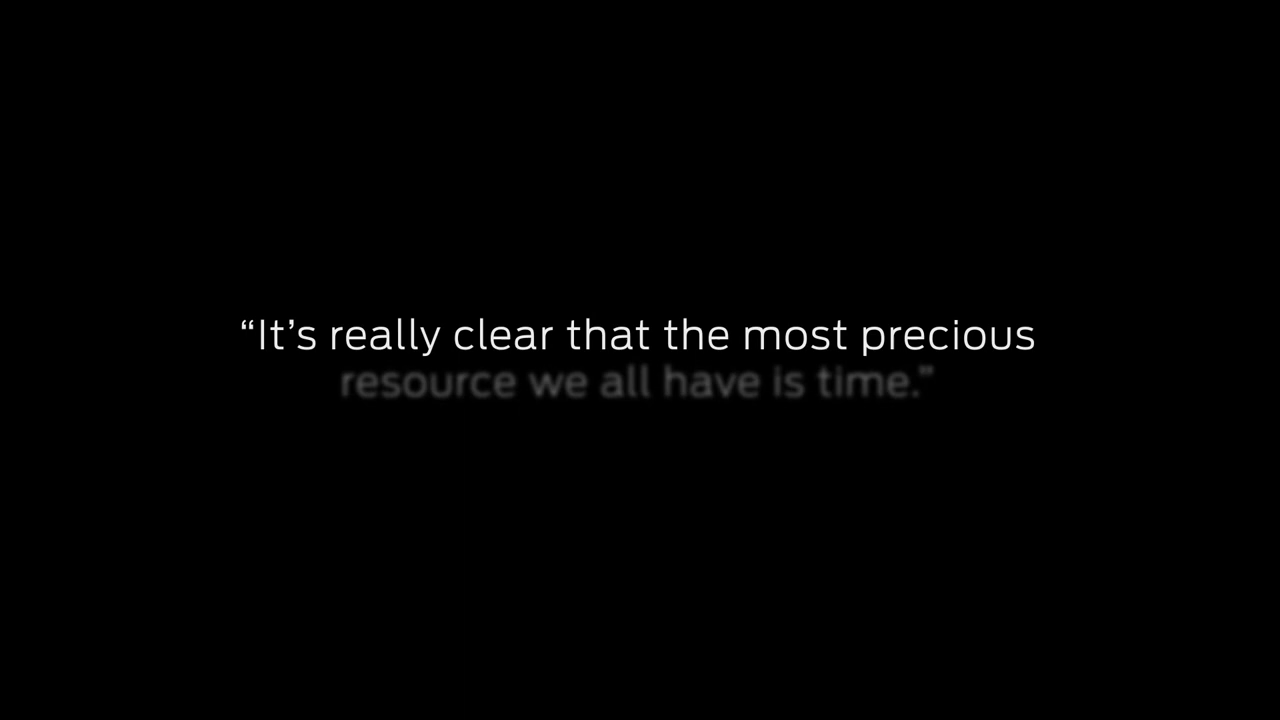 “It’s really clear that the most precious
resource we all have is time.”